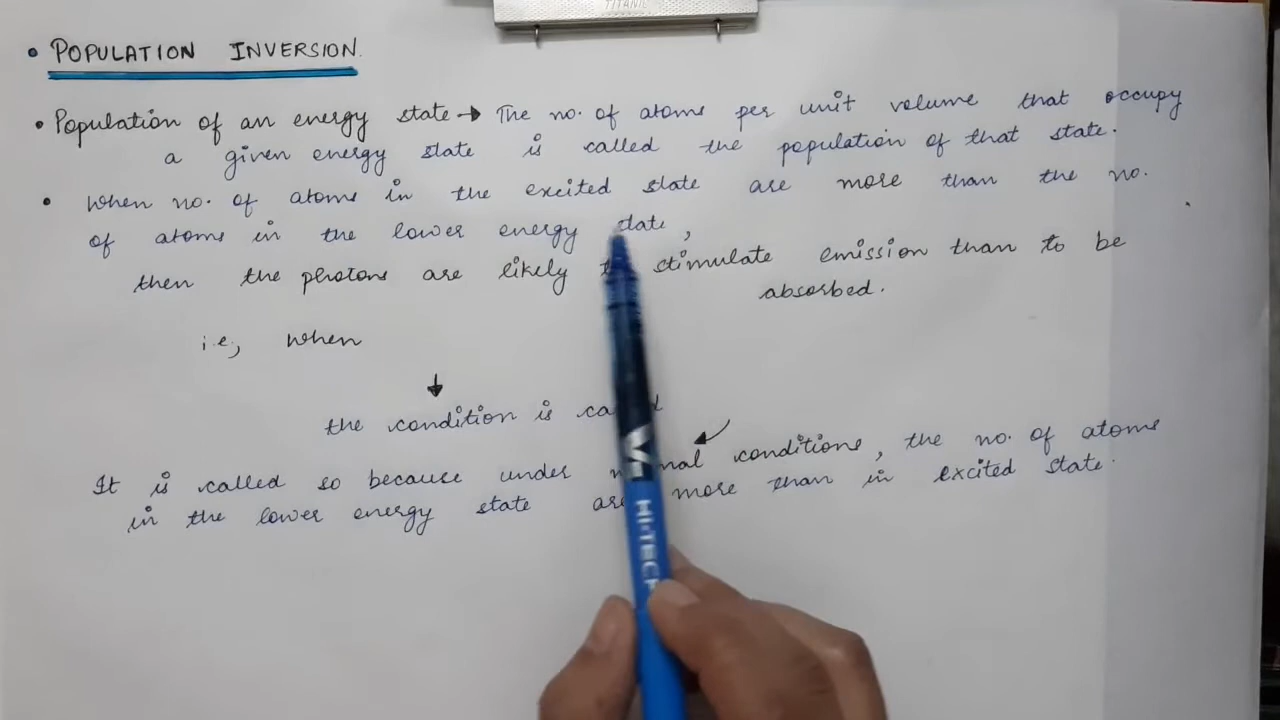 TITANIC
• POPULATION INVERSION.
• Population of an energy state → The no. of atoms per unit volume that occupy
a given energy state is called the population of that state.
• When no. of atoms in the excited state are more than the no.
of atoms in the lower energy state,
then the photons are likely stimulate emission than to be
absorbed.
i.e, when
↓
the condition is
It is called so because under conditions, the no. of atoms
in the lower energy state are more than in excited state.
V
HI-TECP